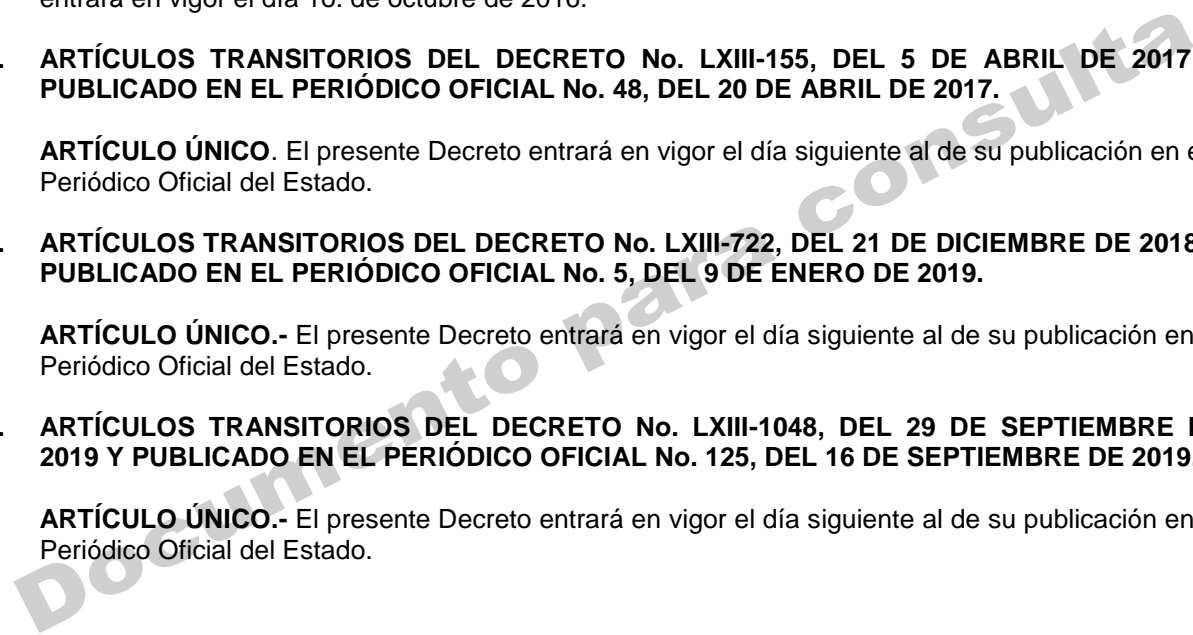 entrará en vigor el día 1o. de octubre de 2016.
. ARTÍCULOS TRANSITORIOS DEL DECRETO No. LXIII-155, DEL 5 DE ABRIL DE 2017
PUBLICADO EN EL PERIÓDICO OFICIAL No. 48, DEL 20 DE ABRIL DE 2017.
ARTÍCULO ÚNICO. El presente Decreto entrará en vigor el día siguiente al de su publicación en e
Periódico Oficial del Estado.
. ARTÍCULOS TRANSITORIOS DEL DECRETO No. LXIII-722, DEL 21 DE DICIEMBRE DE 2018
PUBLICADO EN EL PERIÓDICO OFICIAL No. 5, DEL 9 DE ENERO DE 2019.
ARTÍCULO ÚNICO.- El presente Decreto entrará en vigor el día siguiente al de su publicación en
Periódico Oficial del Estado.
. ARTÍCULOS TRANSITORIOS DEL DECRETO No. LXIII-1048, DEL 29 DE SEPTIEMBRE D
2019 Y PUBLICADO EN EL PERIÓDICO OFICIAL No. 125, DEL 16 DE SEPTIEMBRE DE 2019.
ARTÍCULO ÚNICO.- El presente Decreto entrará en vigor el día siguiente al de su publicación en
Periódico Oficial del Estado.
Documento para consulta